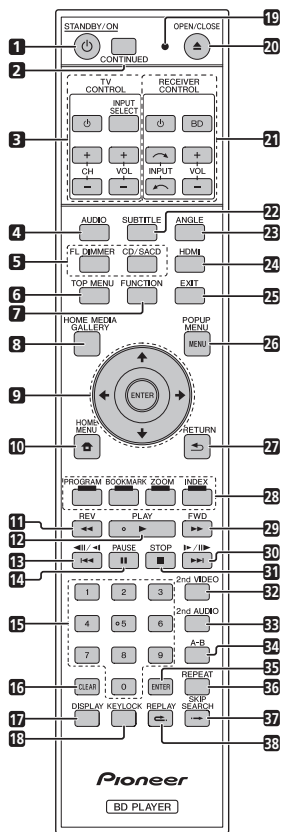 STANDBY/ON 19 OPEN/CLOSE
1 20
2 CONTINUED
TV CONTROL RECEIVER CONTROL
3 INPUT SELECT BD 21
+ + +
CH VOL INPUT VOL
− − −
22
4 AUDIO SUBTITLE ANGLE 23
5 FL DIMMER CD/SACD HDMI 24
6 TOP MENU FUNCTION EXIT 25
7
8 HOME MEDIA GALLERY POPUP MENU
MENU 26
9 ENTER
10 HOME MENU RETURN 27
PROGRAM BOOKMARK ZOOM INDEX 28
11 REV PLAY FWD 29
12
13 PAUSE STOP 30
14 31
15 1 2 3 2nd VIDEO 32
4 5 6 2nd AUDIO 33
7 8 9 A-B 34
35
16 CLEAR 0 ENTER REPEAT 36
17 DISPLAY KEYLOCK REPLAY SKIP SEARCH 37
18 38
Pioneer
BD PLAYER